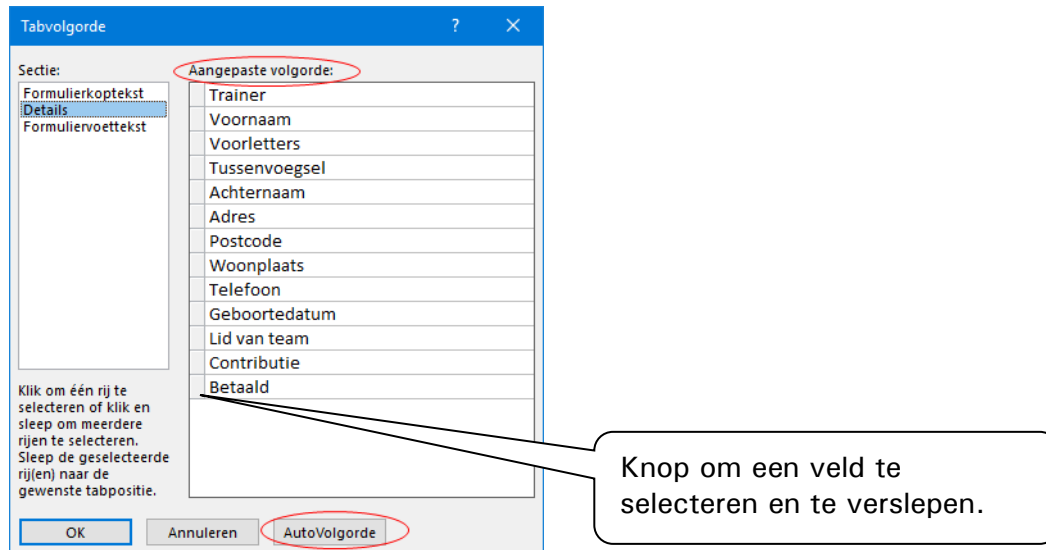 Tabvolgorde
?
Sectie:
Formulierkoptekst
Details
Formuliervoettekst
Klik om één rij te
selecteren of klik en
sleep om meerdere
rijen te selecteren.
Sleep de geselecteerde
rij(en) naar de
gewenste tabpositie.
Aangepaste volgorde:
Trainer
Voornaam
Voorletters
Tussenvoegsel
Achternaam
Adres
Postcode
Woonplaats
Telefoon
Geboortedatum
Lid van team
Contributie
Betaald
Knop om een veld te
selecteren en te verslepen.
OK
Annuleren
AutoVolgorde